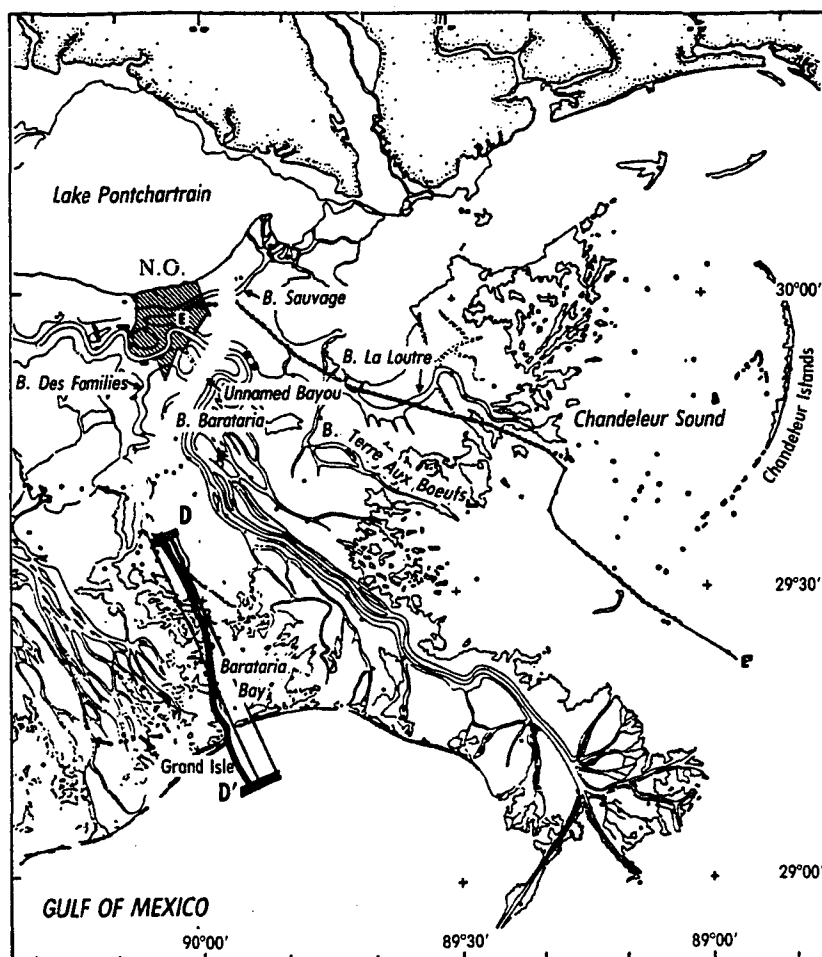 Lake Pontchartrain
N.O.
E
B. Sauvage
30°00'
B. La Loutre
B. Des Families
Unnamed Bayou
B. Barataria
Chandeleur Sound
Chandeleur Islands
B. Terre Aux Boeufs
D
29°30'
E'
Barataria
Bay
Grand Isle
D'
29°00'
GULF OF MEXICO
90°00'
89°30'
89°00'